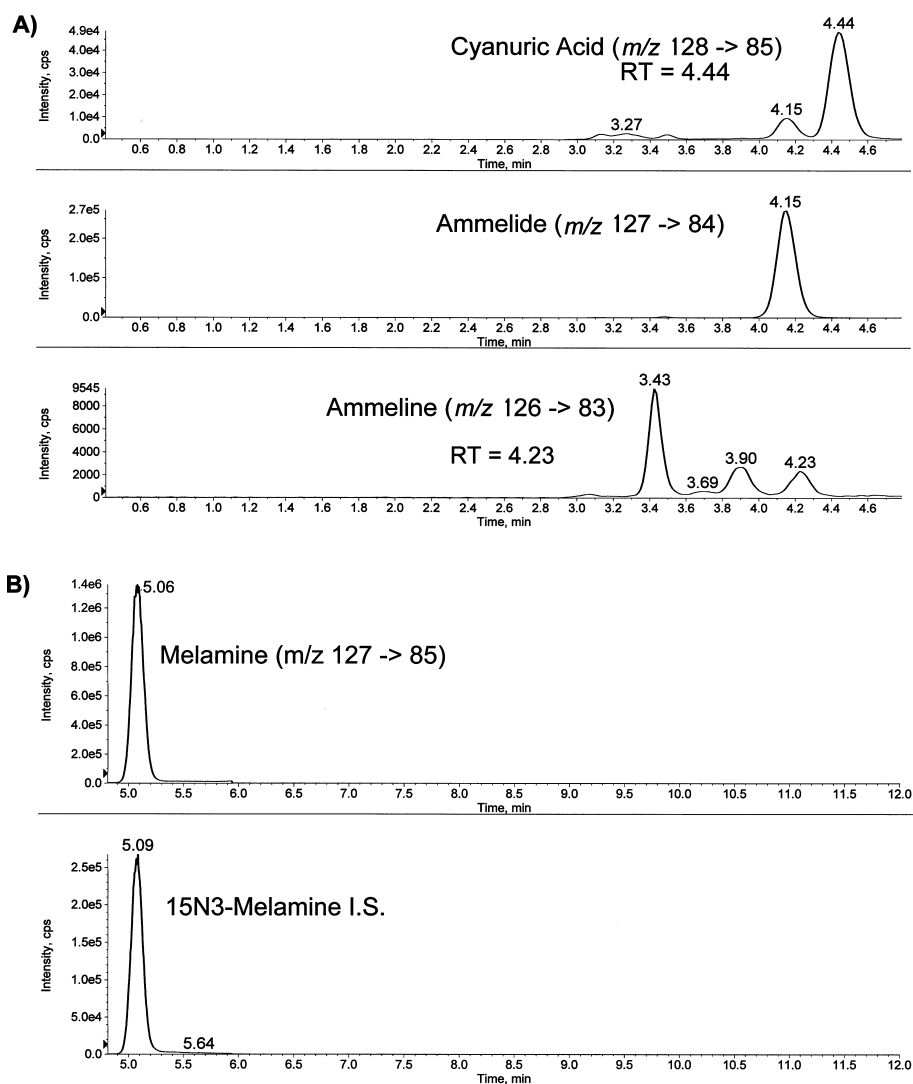 A)
Intensity, cps
4.9e4
4.0e4
3.0e4
2.0e4
1.0e4
0.0
Cyanuric Acid (m/z 128 -> 85)
RT = 4.44
3.27
4.15
4.44
0.6 0.8 1.0 1.2 1.4 1.6 1.8 2.0 2.2 2.4 2.6 2.8 3.0 3.2 3.4 3.6 3.8 4.0 4.2 4.4 4.6
Time, min
Intensity, cps
2.7e5
2.0e5
1.0e5
0.0
Ammelide (m/z 127 -> 84)
4.15
0.6 0.8 1.0 1.2 1.4 1.6 1.8 2.0 2.2 2.4 2.6 2.8 3.0 3.2 3.4 3.6 3.8 4.0 4.2 4.4 4.6
Time, min
Intensity, cps
9545
8000
6000
4000
2000
0
Ammeline (m/z 126 -> 83)
RT = 4.23
3.43
3.69
3.90
4.23
0.6 0.8 1.0 1.2 1.4 1.6 1.8 2.0 2.2 2.4 2.6 2.8 3.0 3.2 3.4 3.6 3.8 4.0 4.2 4.4 4.6
Time, min
B)
Intensity, cps
1.4e6
1.2e6
1.0e6
8.0e5
6.0e5
4.0e5
2.0e5
0.0
5.06
Melamine (m/z 127 -> 85)
5.0 5.5 6.0 6.5 7.0 7.5 8.0 8.5 9.0 9.5 10.0 10.5 11.0 11.5 12.0
Time, min
Intensity, cps
2.5e5
2.0e5
1.5e5
1.0e5
5.0e4
0.0
5.09
15N3-Melamine I.S.
5.64
5.0 5.5 6.0 6.5 7.0 7.5 8.0 8.5 9.0 9.5 10.0 10.5 11.0 11.5 12.0
Time, min